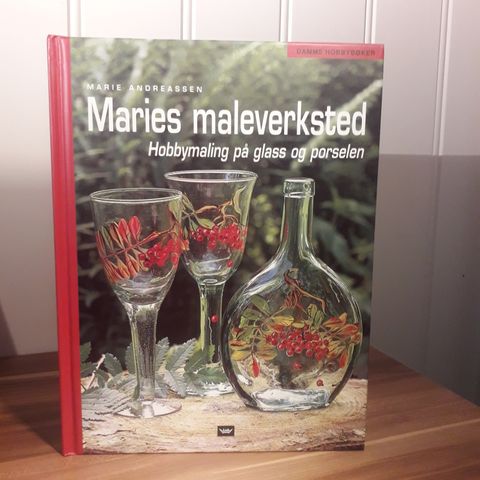 DAMMS HOBBYBØKER
MARIE ANDREASSEN
Maries maleverksted
Hobbymaling på glass og porselen